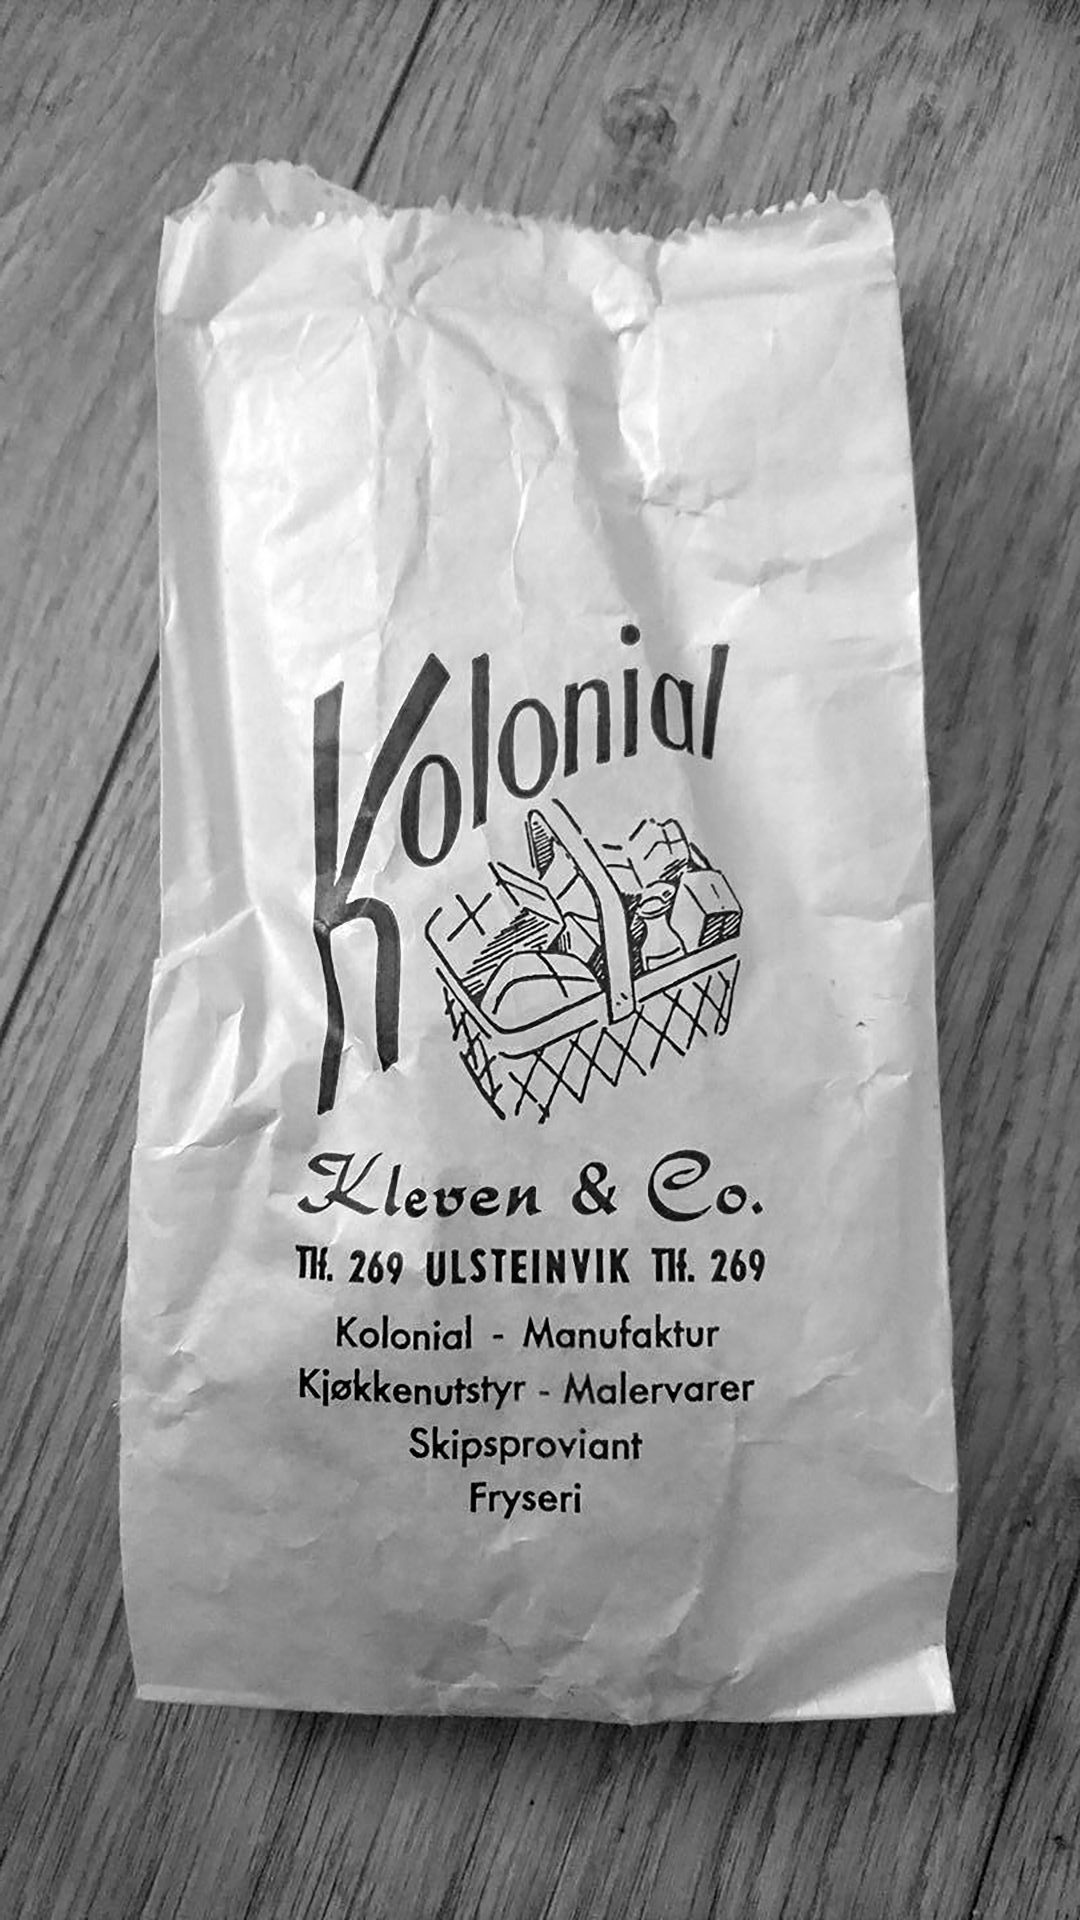 Kolonial
Kleven & Co.
Tlf. 269 ULSTEINVIK Tlf. 269
Kolonial - Manufaktur
Kjøkkenutstyr - Malervarer
Skipsproviant
Fryseri